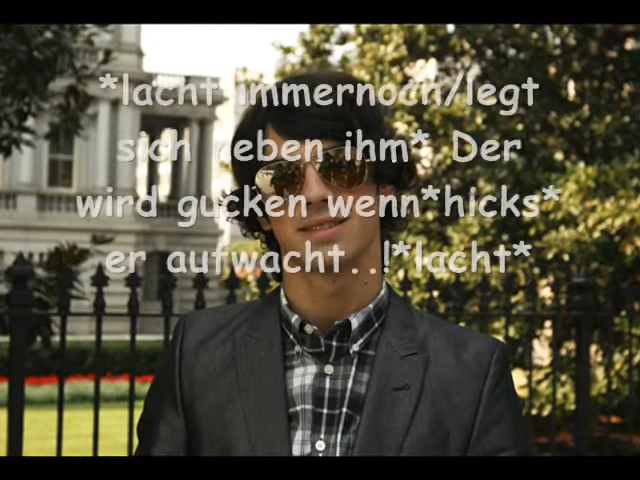 *lacht immernoch/legt
sich neben ihm* Der
wird gucken wenn*hicks*
er aufwacht..!*lacht*